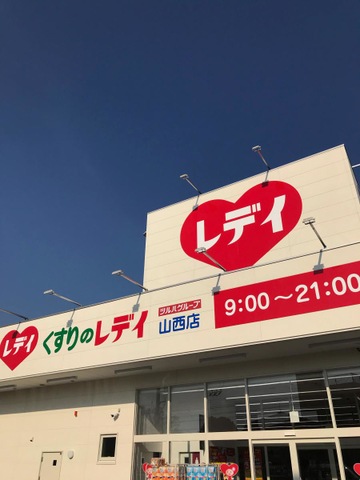 レデイ
レデイ
くすりのレデイ
ツルハグループ
山西店
9:00～21:00